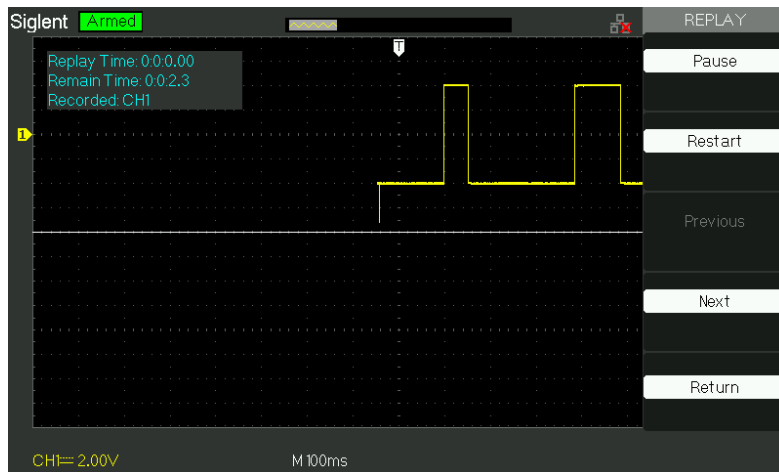 Siglent Armed REPLAY
T
Replay Time: 0:0:0.00
Remain Time: 0:0:2.3
Recorded: CH1
1
Pause
Restart
Previous
Next
Return
CH1 2.00V M 100ms